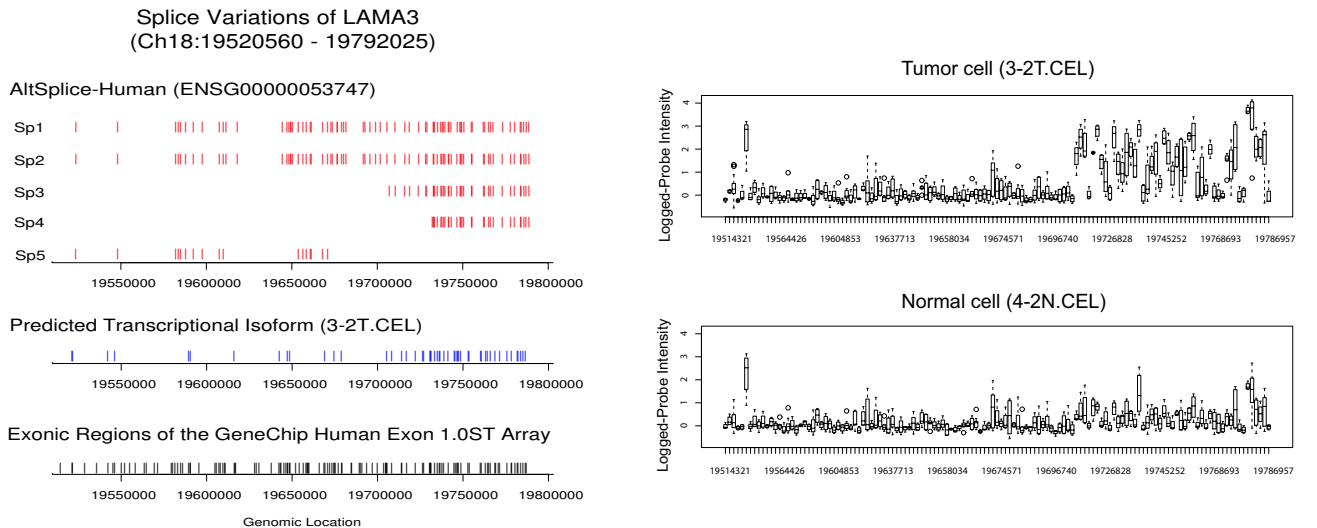 Splice Variations of LAMA3
(Ch18:19520560 - 19792025)
AltSplice-Human (ENSG00000053747)
Sp1
Sp2
Sp3
Sp4
Sp5
19550000 19600000 19650000 19700000 19750000 19800000
Predicted Transcriptional Isoform (3-2T.CEL)
19550000 19600000 19650000 19700000 19750000 19800000
Exonic Regions of the GeneChip Human Exon 1.0ST Array
19550000 19600000 19650000 19700000 19750000 19800000
Genomic Location
Tumor cell (3-2T.CEL)
Logged-Probe Intensity
4
3
2
1
0
19514321 19564426 19604853 19637713 19658034 19674571 19696740 19726828 19745252 19768693 19786957
Normal cell (4-2N.CEL)
Logged-Probe Intensity
4
3
2
1
0
19514321 19564426 19604853 19637713 19658034 19674571 19696740 19726828 19745252 19768693 19786957